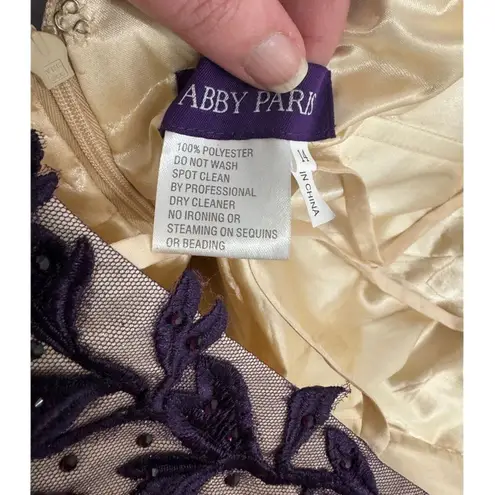 ABBY PARIS
100% POLYESTER
DO NOT WASH
SPOT CLEAN
BY PROFESSIONAL
DRY CLEANER
NO IRONING OR
STEAMING ON SEQUINS
OR BEADING
IN CHINA